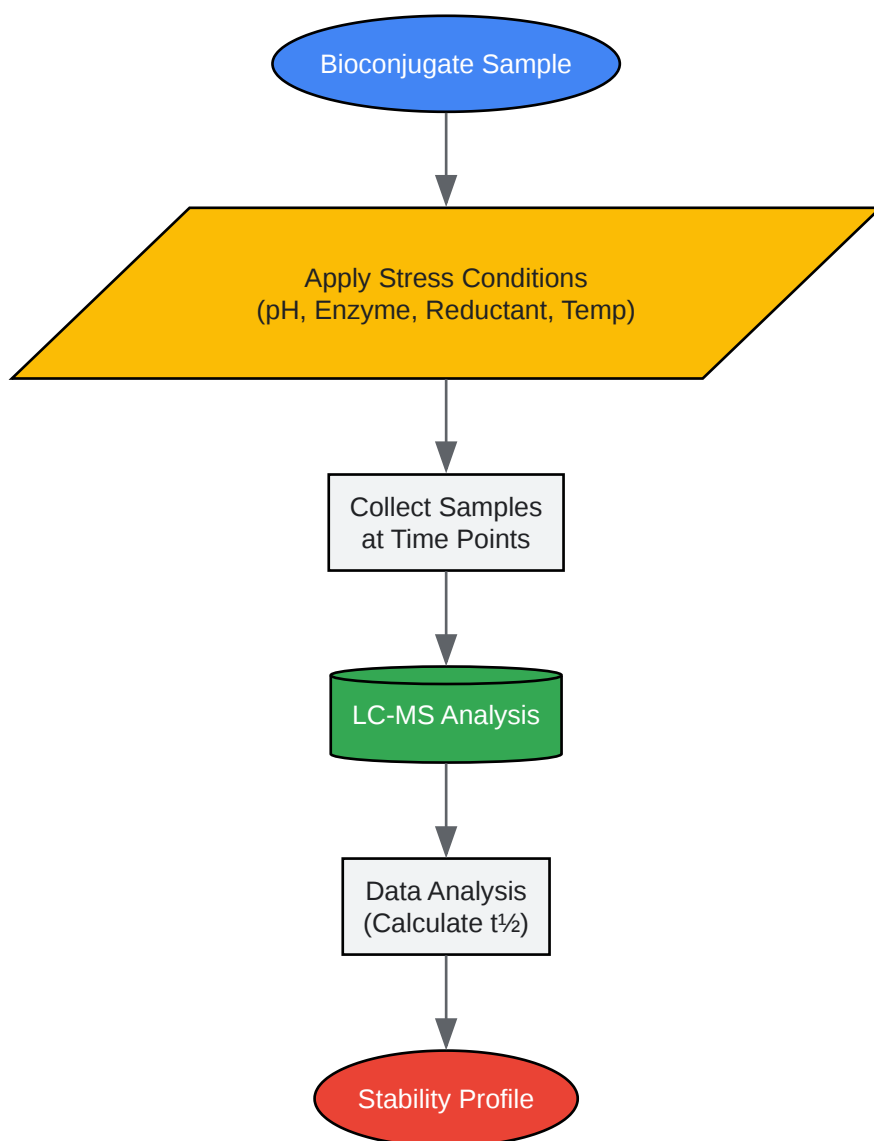 Bioconjugate Sample
Apply Stress Conditions
(pH, Enzyme, Reductant, Temp)
Collect Samples
at Time Points
LC-MS Analysis
Data Analysis
(Calculate t½)
Stability Profile